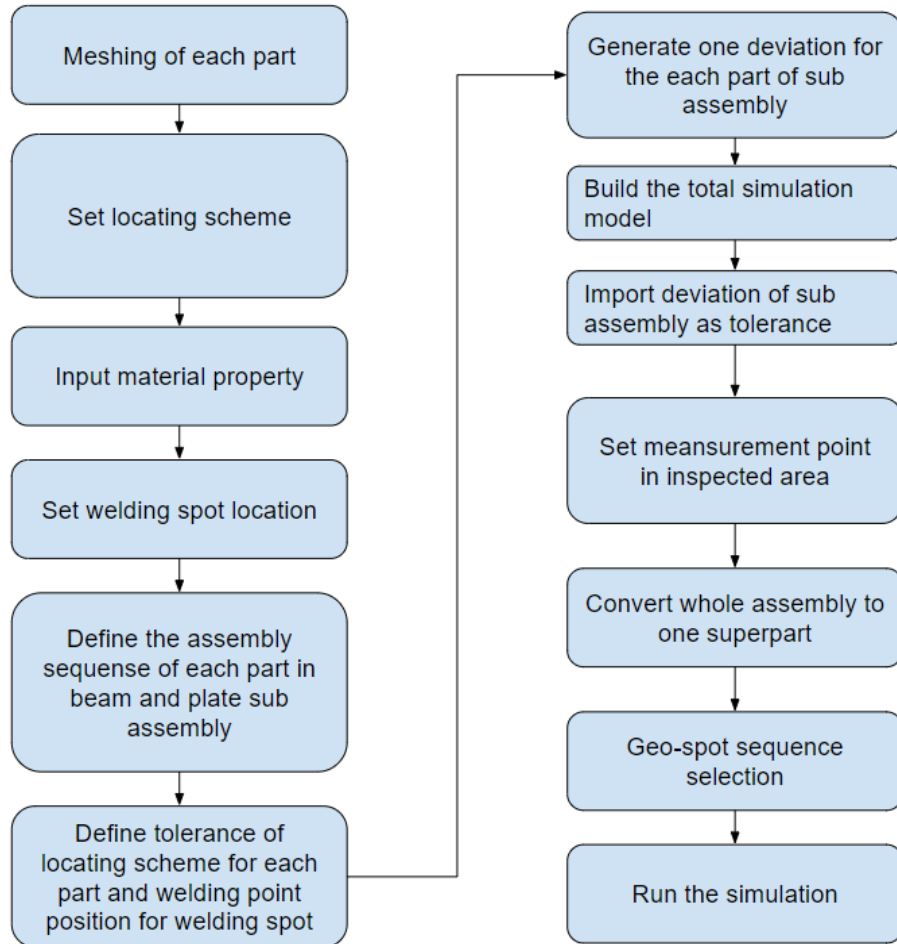 Meshing of each part
Set locating scheme
Input material property
Set welding spot location
Define the assembly
sequense of each part in
beam and plate sub
assembly
Define tolerance of
locating scheme for each
part and welding point
position for welding spot
Generate one deviation for
the each part of sub
assembly
Build the total simulation
model
Import deviation of sub
assembly as tolerance
Set meansurement point
in inspected area
Convert whole assembly to
one superpart
Geo-spot sequence
selection
Run the simulation